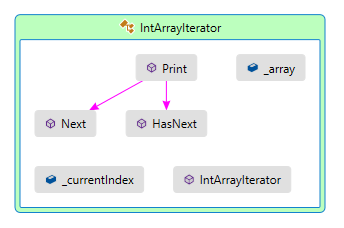 IntArrayIterator
Print
_array
Next
HasNext
_currentIndex
IntArrayIterator